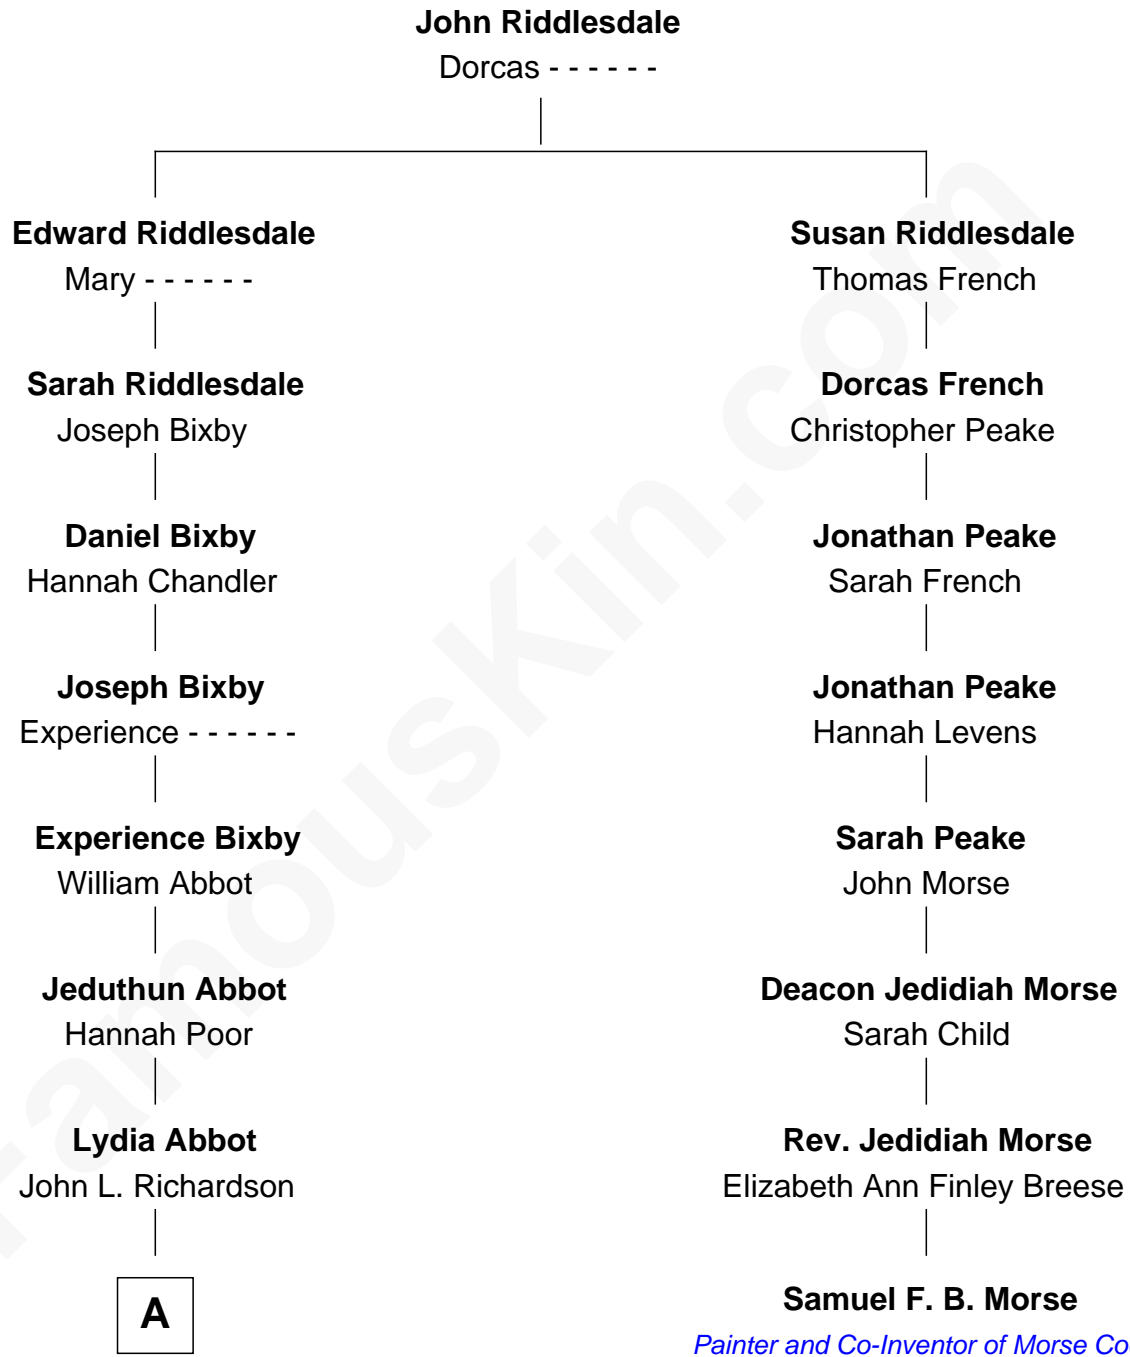 John Riddlesdale
Dorcas - - - - - -
Edward Riddlesdale
Mary - - - - - -
Sarah Riddlesdale
Joseph Bixby
Daniel Bixby
Hannah Chandler
Joseph Bixby
Experience - - - - - -
Experience Bixby
William Abbot
Jeduthun Abbot
Hannah Poor
Lydia Abbot
John L. Richardson
A
Susan Riddlesdale
Thomas French
Dorcas French
Christopher Peake
Jonathan Peake
Sarah French
Jonathan Peake
Hannah Levens
Sarah Peake
John Morse
Deacon Jedidiah Morse
Sarah Child
Rev. Jedidiah Morse
Elizabeth Ann Finley Breese
Samuel F. B. Morse
Painter and Co-Inventor of Morse Co
FamousKin.com